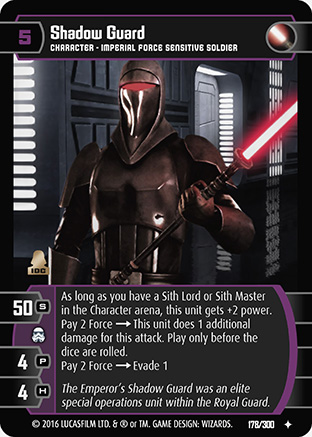 5 Shadow Guard
CHARACTER - IMPERIAL FORCE SENSITIVE SOLDIER
IDC
50 S
4 P
4 H
As long as you have a Sith Lord or Sith Master
in the Character arena, this unit gets +2 power.
Pay 2 Force → This unit does 1 additional
damage for this attack. Play only before the
dice are rolled.
Pay 2 Force → Evade 1
The Emperor's Shadow Guard was an elite
special operations unit within the Royal Guard.
© 2016 LUCASFILM LTD. & ® or TM. GAME DESIGN: WIZARDS. 178/300